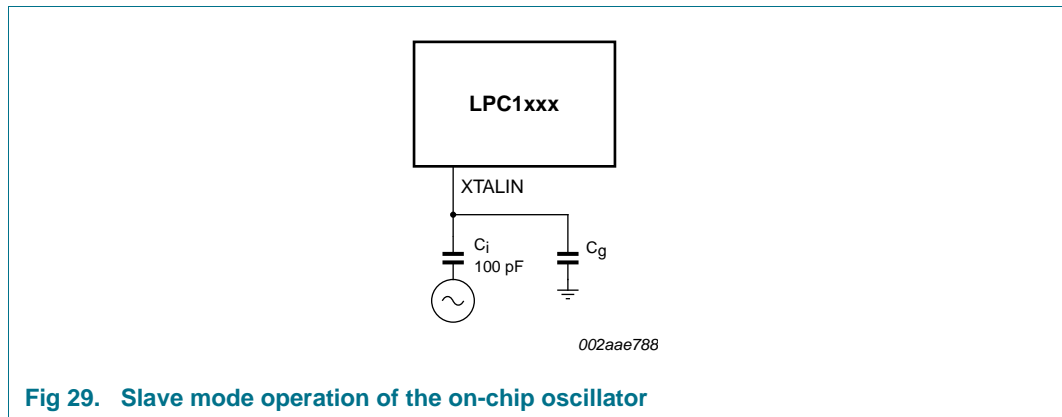 LPC1xxx
XTALIN
Ci
100 pF
Cg
002aae788
Fig 29. Slave mode operation of the on-chip oscillator